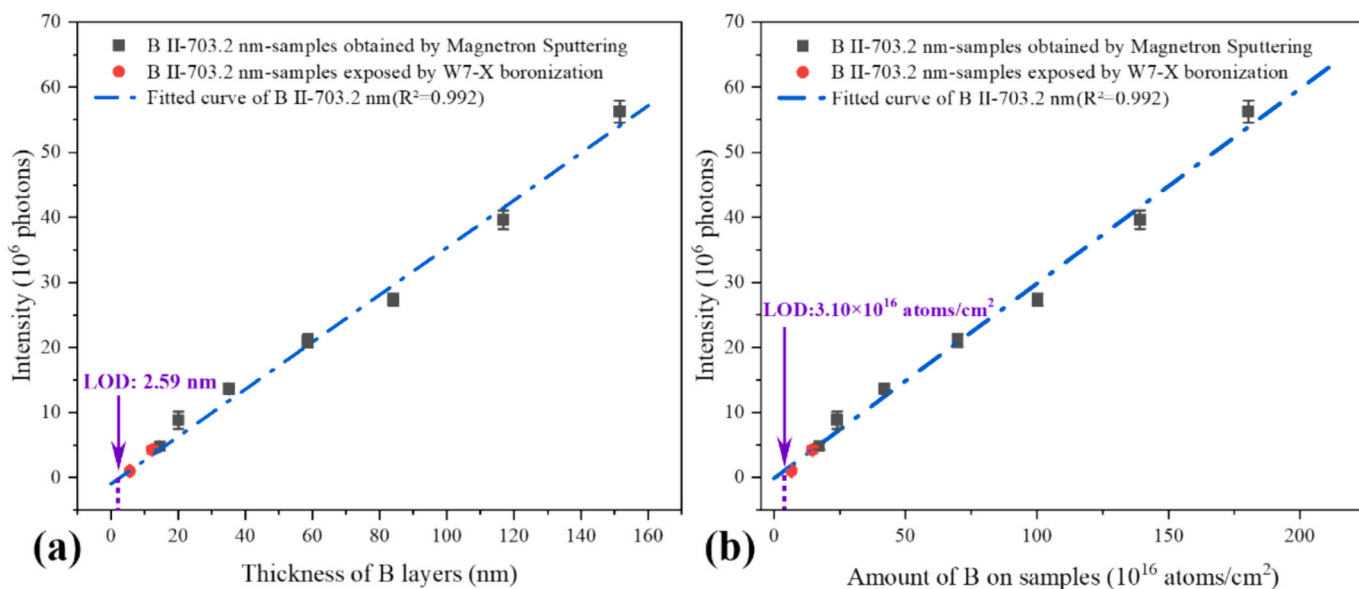 70
60
50
40
30
20
10
0
Intensity (10⁶ photons)
B II-703.2 nm-samples obtained by Magnetron Sputtering
B II-703.2 nm-samples exposed by W7-X boronization
Fitted curve of B II-703.2 nm(R²=0.992)
LOD: 2.59 nm
0 20 40 60 80 100 120 140 160
(a)
Thickness of B layers (nm)
70
60
50
40
30
20
10
0
Intensity (10⁶ photons)
B II-703.2 nm-samples obtained by Magnetron Sputtering
B II-703.2 nm-samples exposed by W7-X boronization
Fitted curve of B II-703.2 nm(R²=0.992)
LOD:3.10×10¹⁶ atoms/cm²
0 50 100 150 200
(b)
Amount of B on samples (10¹⁶ atoms/cm²)